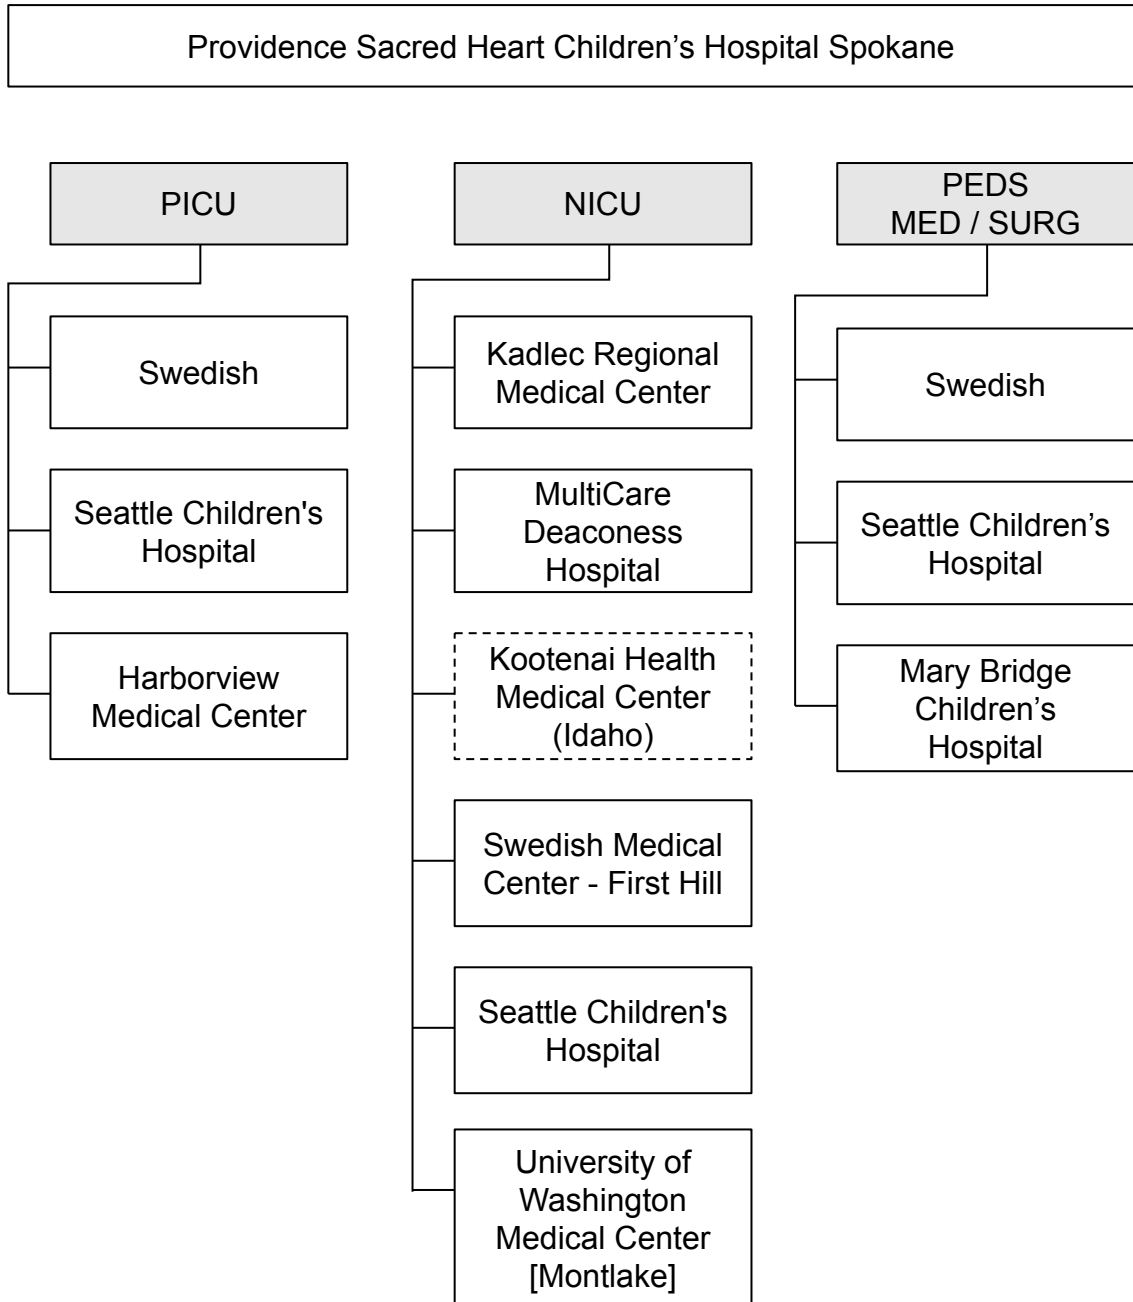 Providence Sacred Heart Children’s Hospital Spokane
PICU
Swedish
Seattle Children's
Hospital
Harborview
Medical Center
NICU
Kadlec Regional
Medical Center
MultiCare
Deaconess
Hospital
Kootenai Health
Medical Center
(Idaho)
Swedish Medical
Center - First Hill
Seattle Children's
Hospital
University of
Washington
Medical Center
[Montlake]
PEDS
MED / SURG
Swedish
Seattle Children’s
Hospital
Mary Bridge
Children’s
Hospital